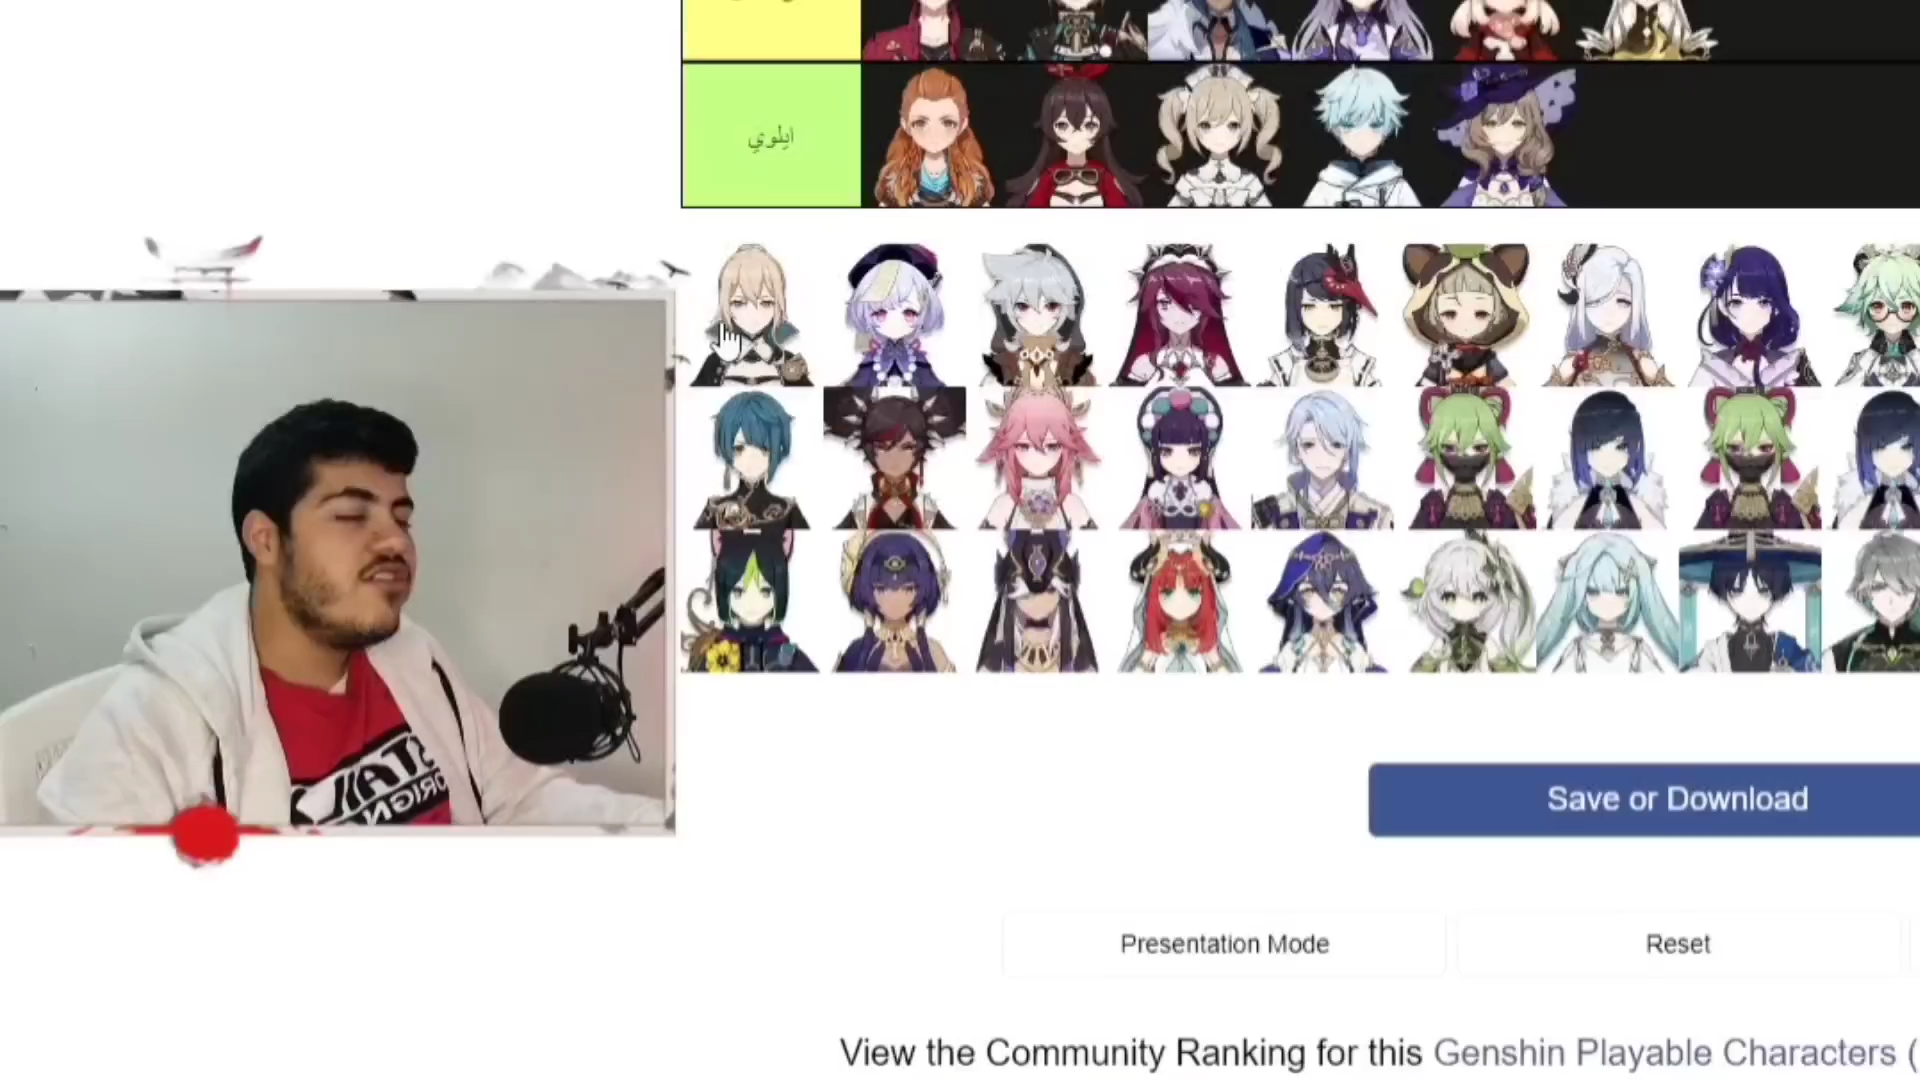 ايلوي
Save or Download
Presentation Mode
Reset
View the Community Ranking for this Genshin Playable Characters (